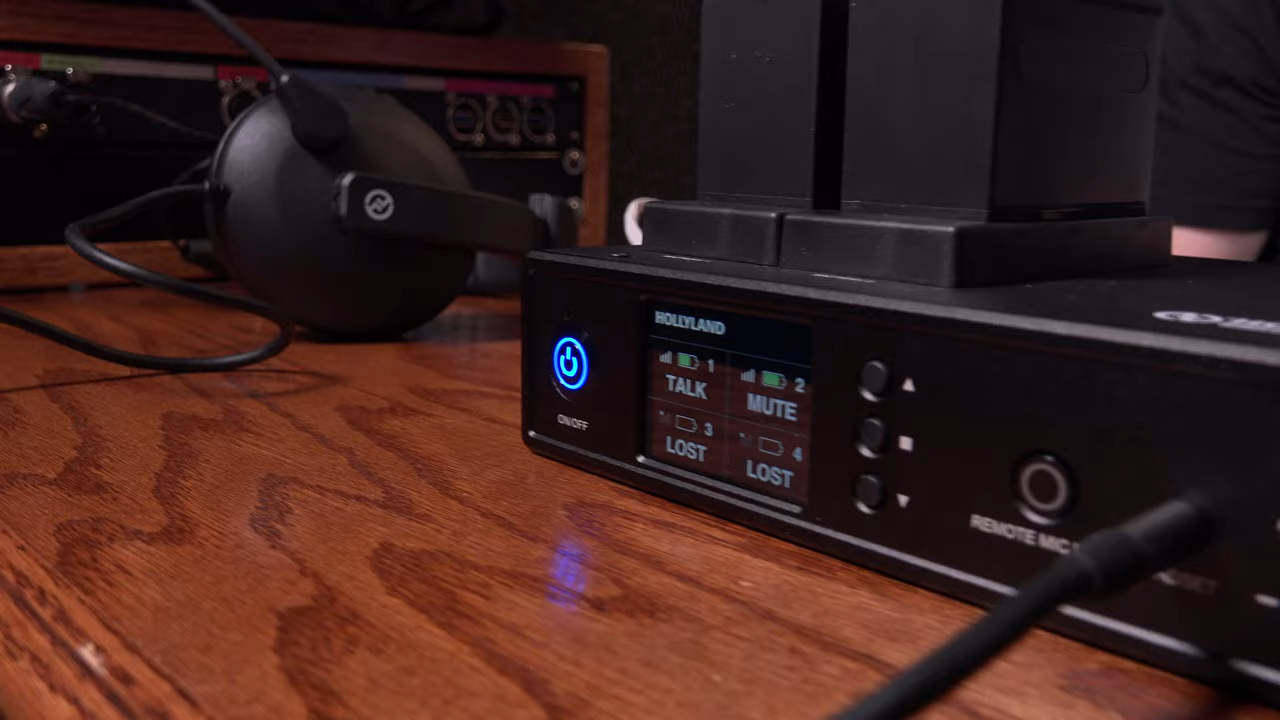 HOLLYLAND
1
TALK
2
MUTE
3
LOST
4
LOST
ON/OFF
REMOTE MIC